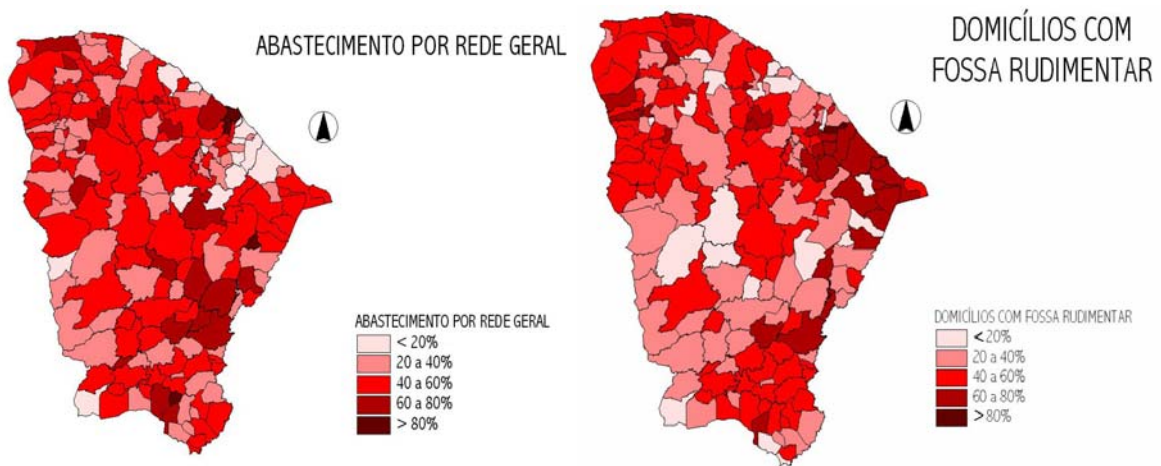 ABASTECIMENTO POR REDE GERAL
ABASTECIMENTO POR REDE GERAL
< 20%
20 a 40%
40 a 60%
60 a 80%
> 80%
DOMICÍLIOS COM
FOSSA RUDIMENTAR
DOMICÍLIOS COM FOSSA RUDIMENTAR
<20%
20 a 40%
40 a 60%
60 a 80%
>80%